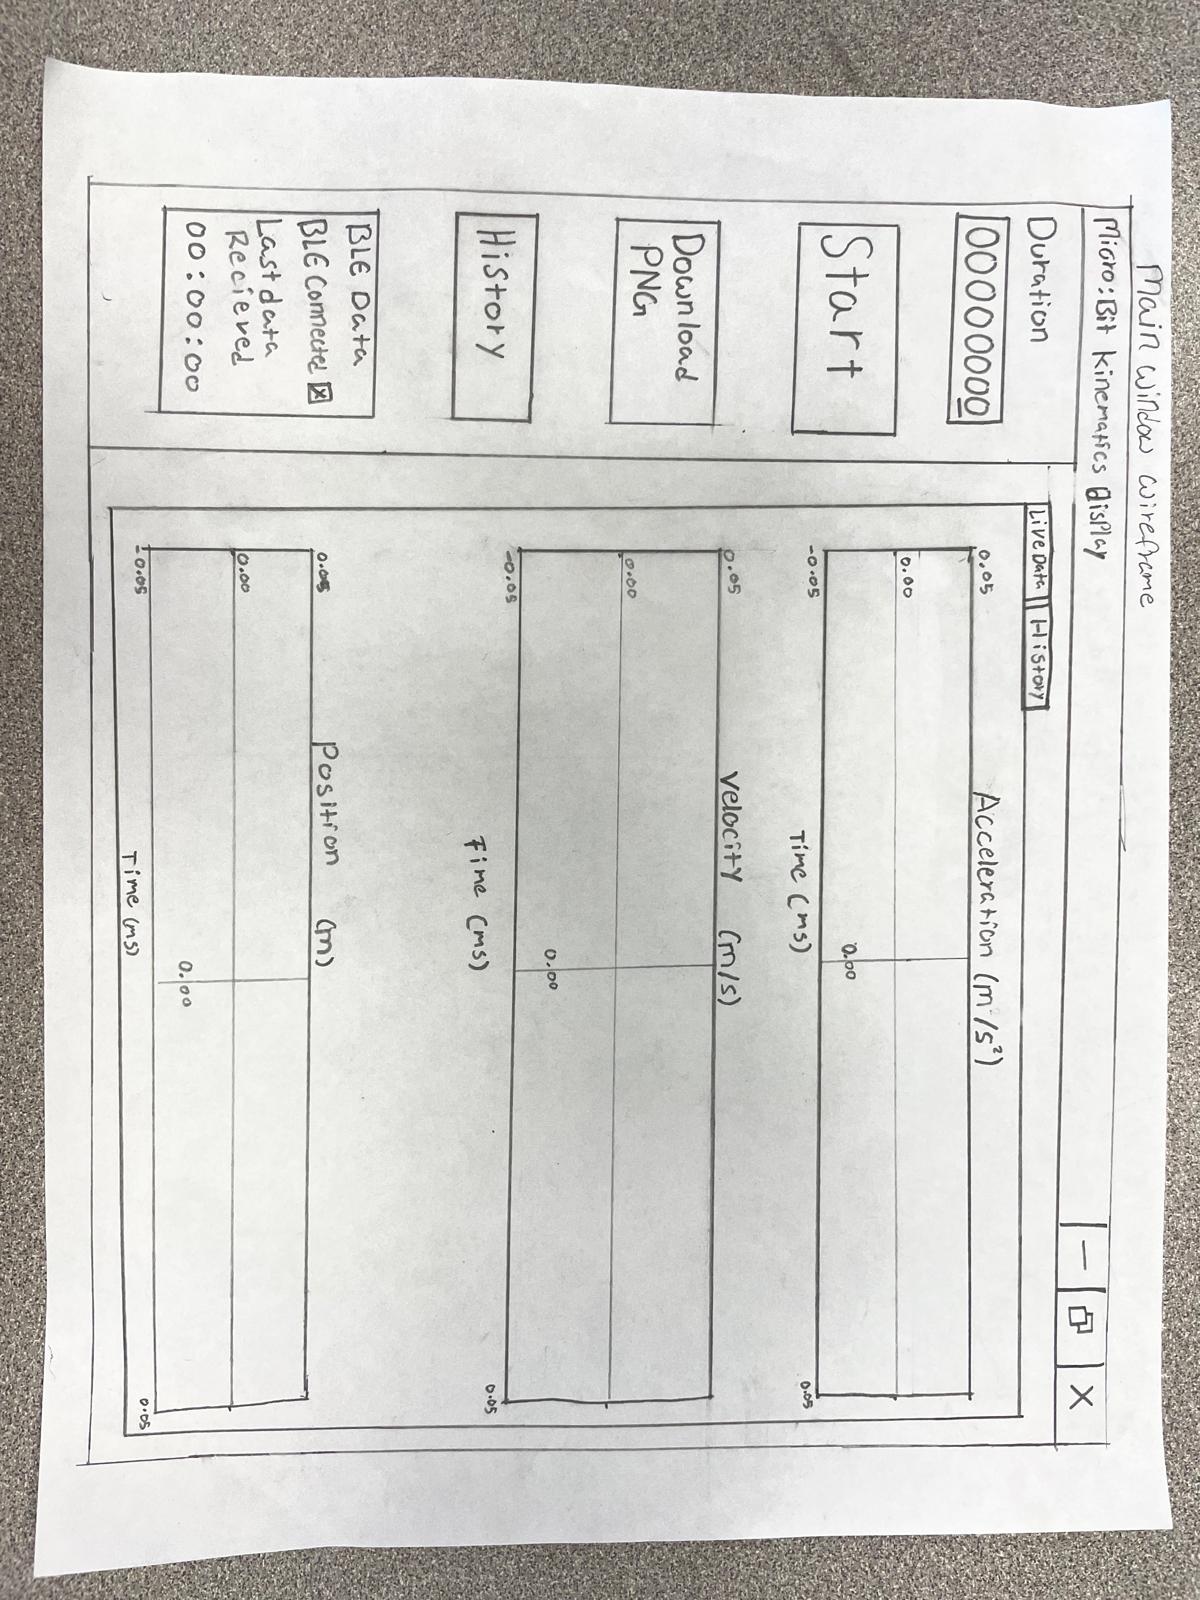 Main window wireframe
Micro:Bit Kinematics Display
— X
Duration
00000000
Start
Download
PNG
History
BLE Data
BLE Connected ☒
Last data
Recieved
00:00:00
Live Data History
Acceleration (m/s²)
0.05
0.00
-0.05
0.00
0.05
Time (ms)
Velocity (m/s)
0.05
0.00
-0.05
0.00
0.05
Time (ms)
Position (m)
0.05
0.00
-0.05
0.00
0.05
Time (ms)